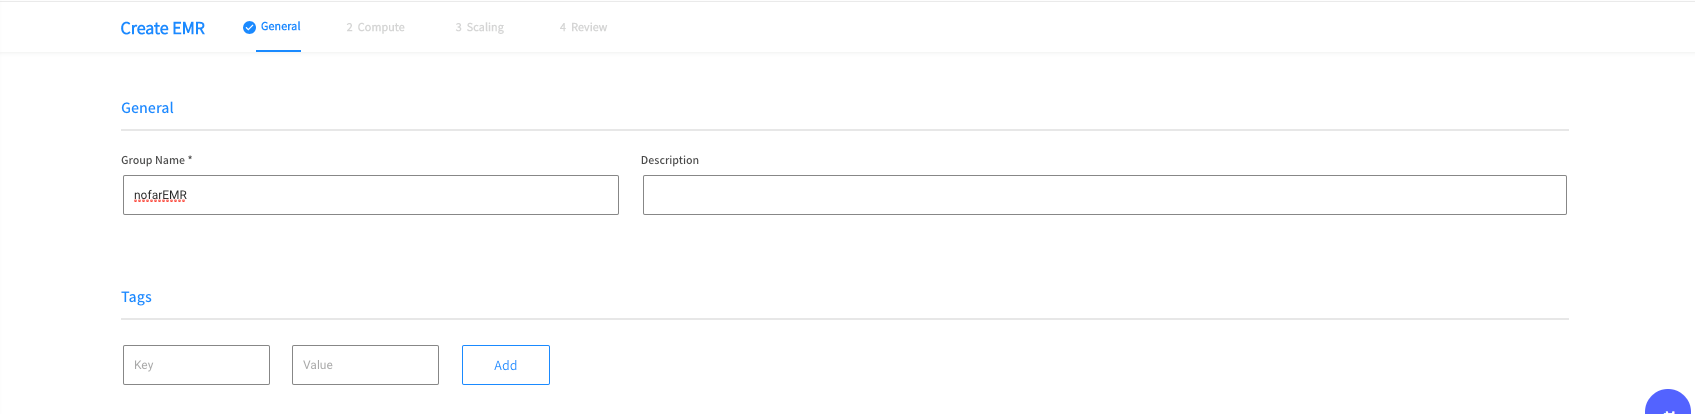 Create EMR General 2 Compute 3 Scaling 4 Review
General
Group Name * Description
nofarEMR
Tags
Key Value Add